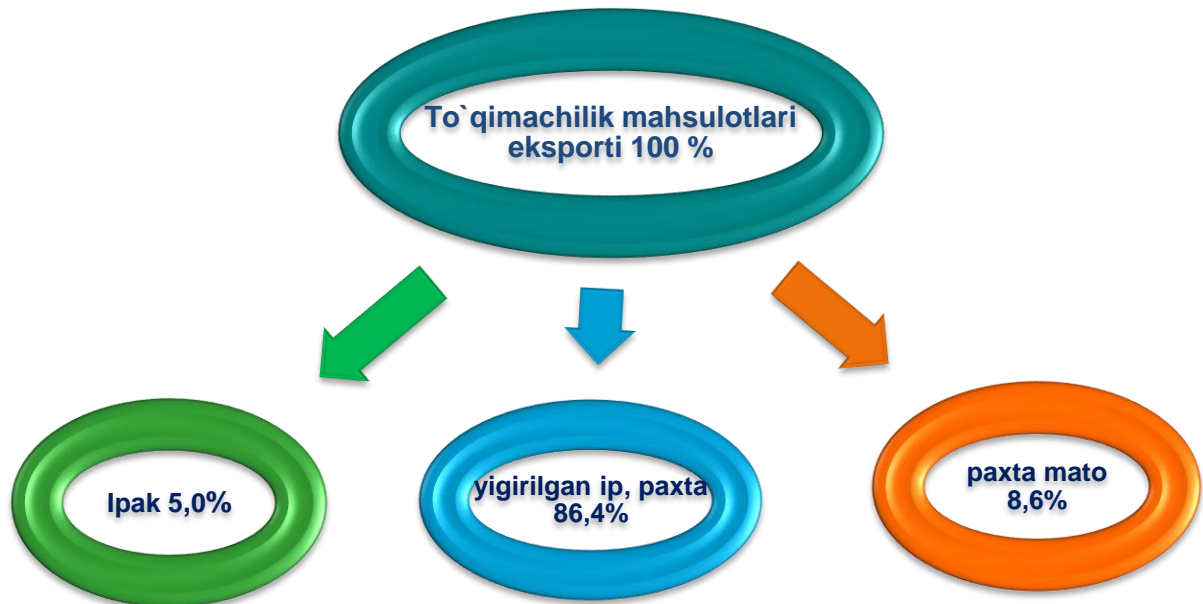 To`qimachilik mahsulotlari
eksporti 100 %
Ipak 5,0%
yigirilgan ip, paxta
86,4%
paxta mato
8,6%